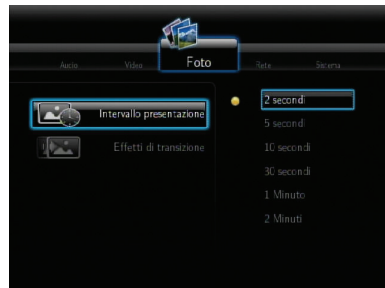 Audio Video Foto Rete Sistema
Intervallo presentazione
Effetti di transizione
2 secondi
5 secondi
10 secondi
30 secondi
1 Minuto
2 Minuti